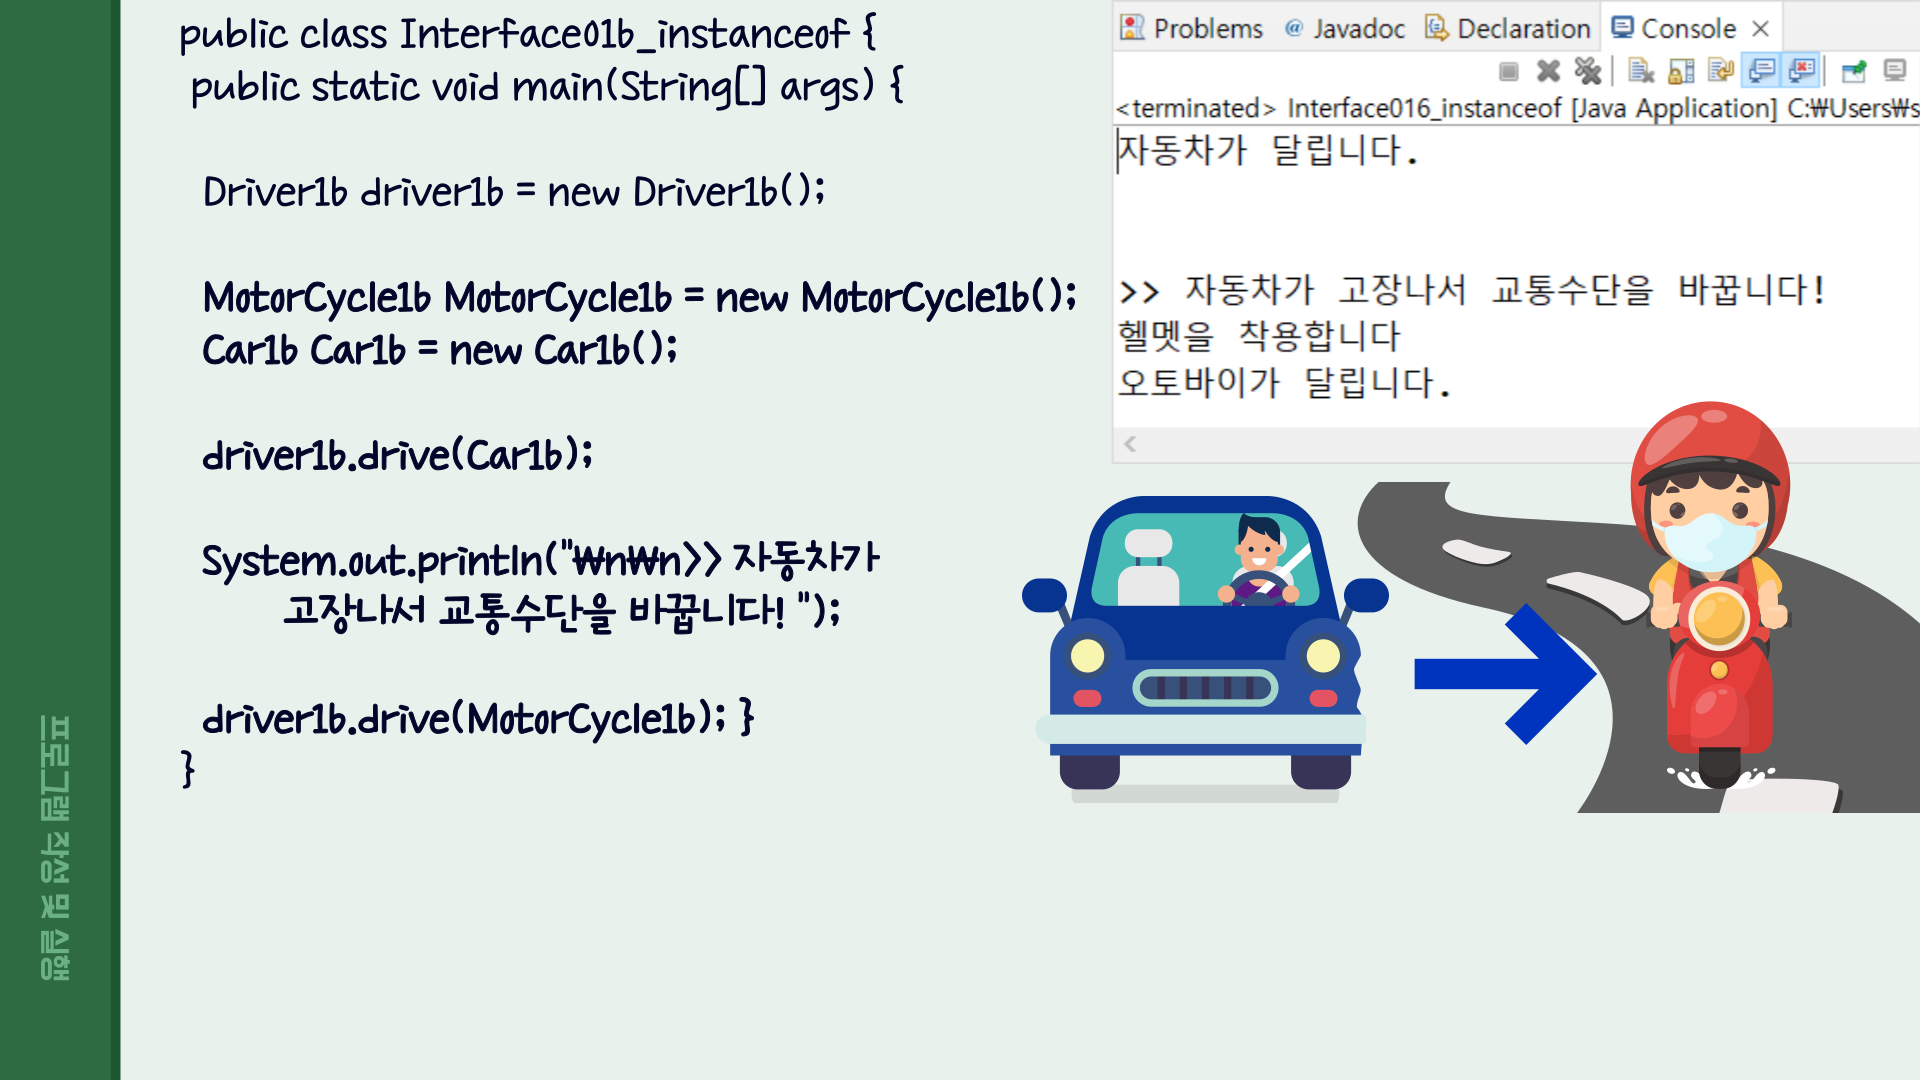 public class Interface01b_instanceof {
public static void main(String[] args) {
Driver1b driver1b = new Driver1b();
MotorCycle1b MotorCycle1b = new MotorCycle1b();
Car1b Car1b = new Car1b();
driver1b.drive(Car1b);
System.out.println("₩n₩n>> 자동차가
고장나서 교통수단을 바꿉니다! ");
driver1b.drive(MotorCycle1b); }
}
Problems @ Javadoc Declaration Console
<terminated> Interface016_instanceof [Java Application] C:₩Users₩s
자동차가 달립니다.
>> 자동차가 고장나서 교통수단을 바꿉니다!
헬멧을 착용합니다
오토바이가 달립니다.
프로그램 작성 및 실행